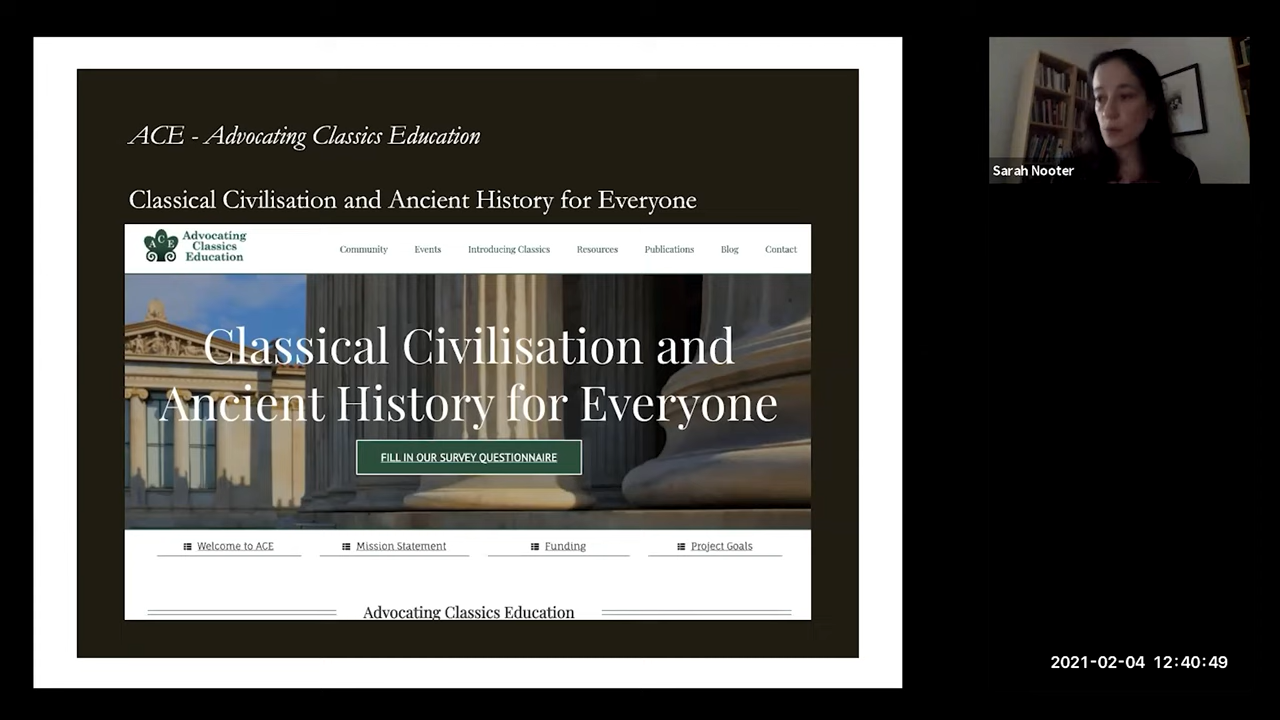 ACE - Advocating Classics Education
Classical Civilisation and Ancient History for Everyone
ACE
Advocating
Classics
Education
Community Events Introducing Classics Resources Publications Blog Contact
Classical Civilisation and
Ancient History for Everyone
FILL IN OUR SURVEY QUESTIONNAIRE
Welcome to ACE Mission Statement Funding Project Goals
Advocating Classics Education
Sarah Nooter
2021-02-04 12:40:49